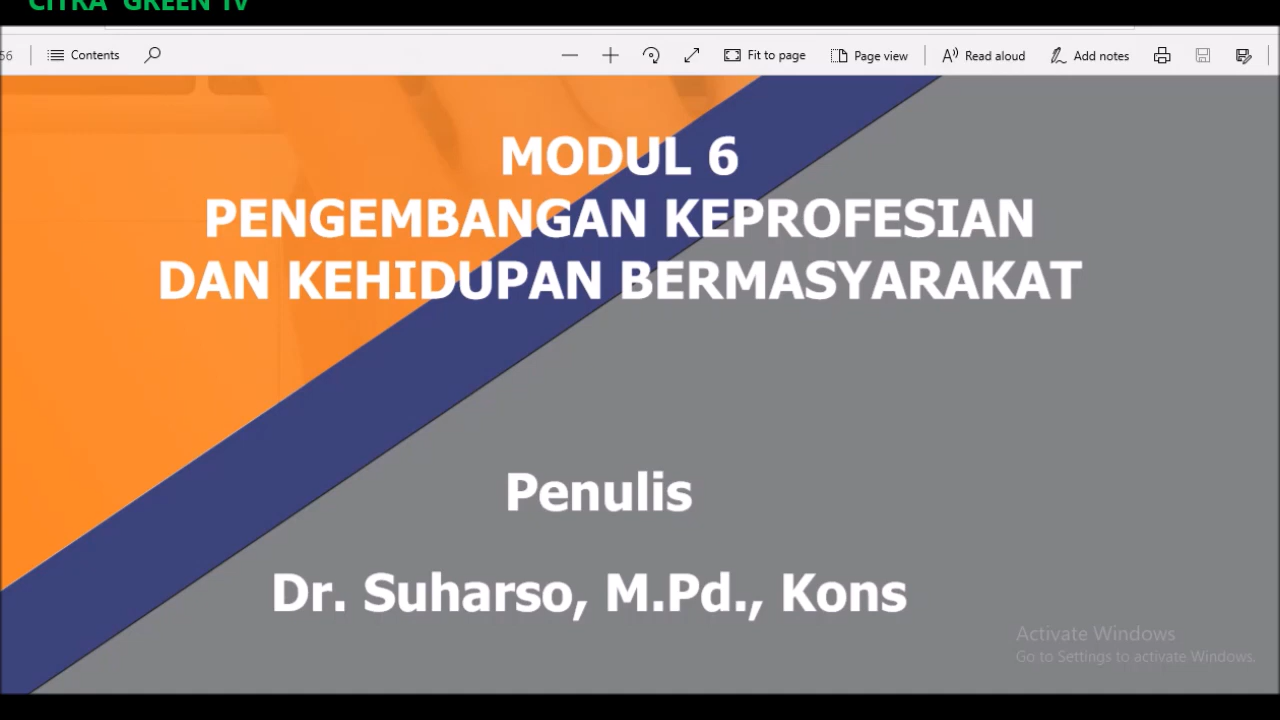 CITRA GREEN TV
56
Contents
Fit to page
Page view
Read aloud
Add notes
MODUL 6
PENGEMBANGAN KEPROFESIAN
DAN KEHIDUPAN BERMASYARAKAT
Penulis
Dr. Suharso, M.Pd., Kons
Activate Windows
Go to Settings to activate Windows.